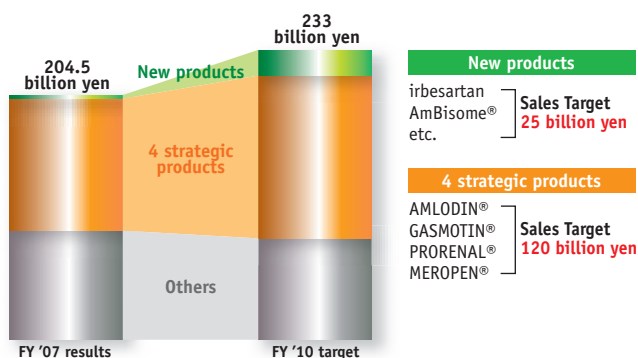 204.5
billion yen
233
billion yen
New products
4 strategic
products
Others
FY '07 results
FY '10 target
New products
irbesartan
AmBisome®
etc.
Sales Target
25 billion yen
4 strategic products
AMLODIN®
GASMOTIN®
PRORENAL®
MEROPEN®
Sales Target
120 billion yen